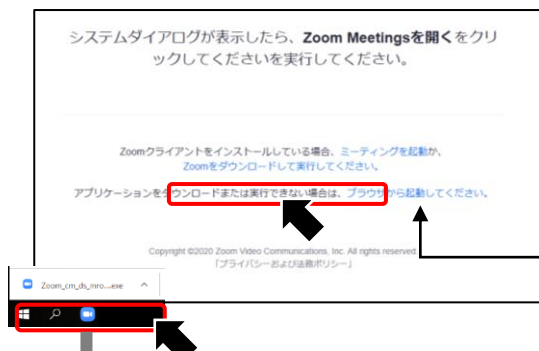 システムダイアログが表示したら、Zoom Meetingsを開くをクリ
ックしてくださいを実行してください。
Zoomクライアントをインストールしている場合、ミーティングを起動か、
Zoomをダウンロードして実行してください。
アプリケーションをダウンロードまたは実行できない場合は、ブラウザから起動してください。
Copyright ©2020 Zoom Video Communications, Inc. All rights reserved.
「プライバシーおよび法務ポリシー」
Zoom_cm_ds_mro....exe